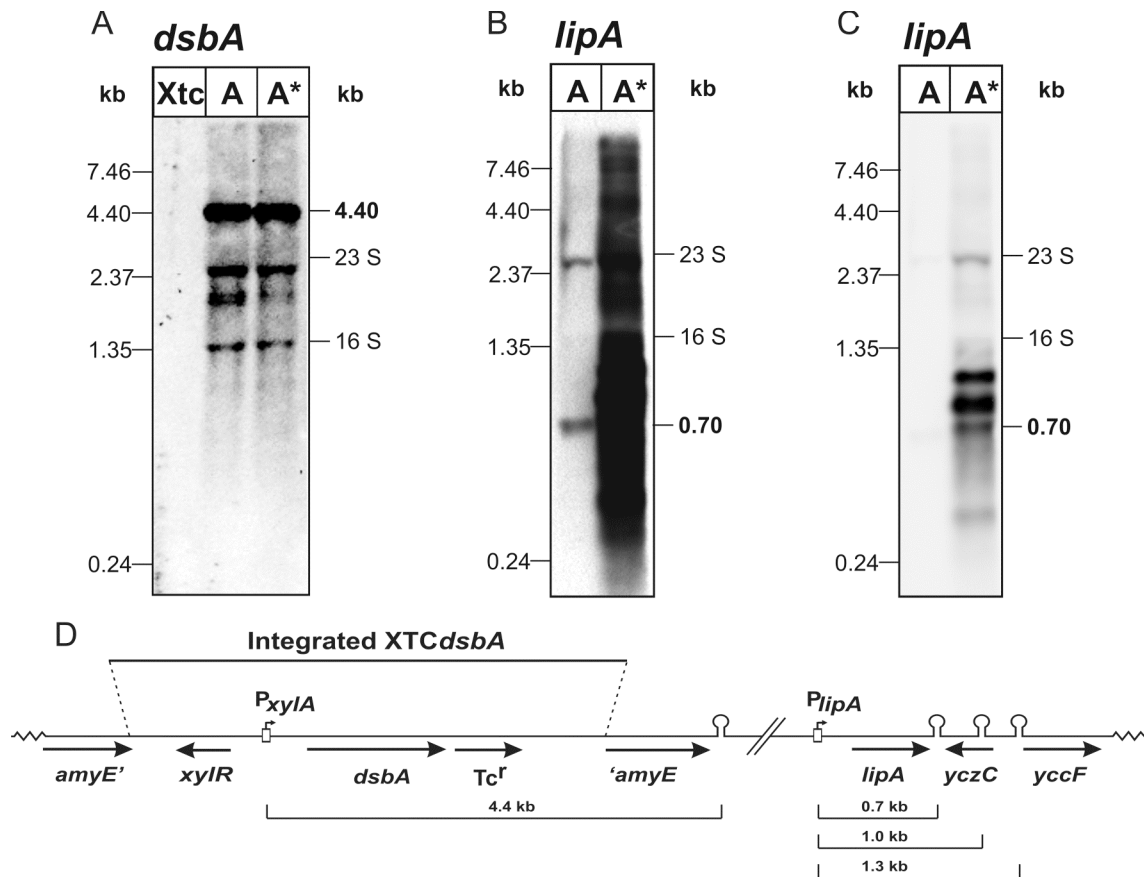 A
dsbA
kb
Xtc
A
A*
kb
7.46
4.40
2.37
1.35
0.24
4.40
23 S
16 S
B
lipA
A
A*
7.46
4.40
2.37
1.35
0.24
23 S
16 S
0.70
C
lipA
kb
A
A*
kb
7.46
4.40
2.37
1.35
0.24
23 S
16 S
0.70
D
Integrated XTCdsbA
PxylA
PlipA
amyE’
xylR
dsbA
Tcr
‘amyE
lipA
yczC
yccF
4.4 kb
0.7 kb
1.0 kb
1.3 kb